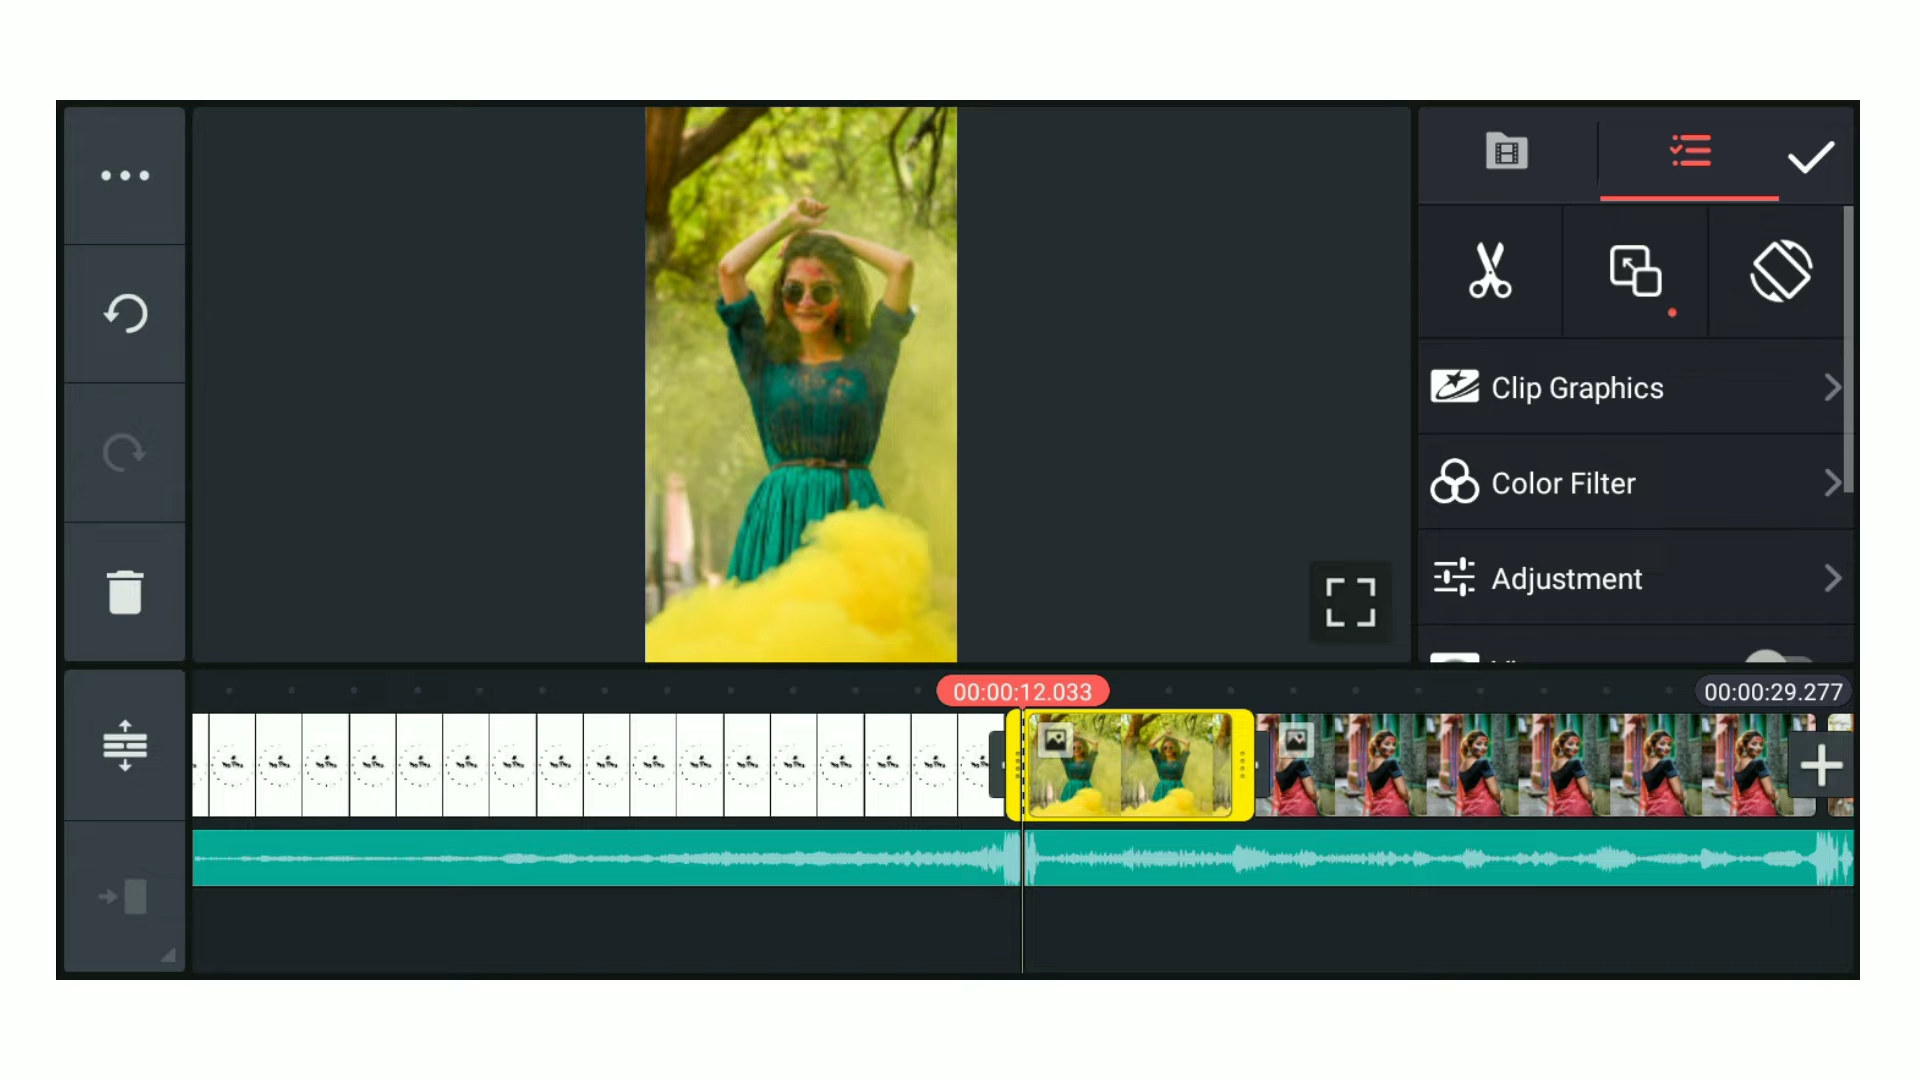 Clip Graphics
Color Filter
Adjustment
00:00:12.033
00:00:29.277